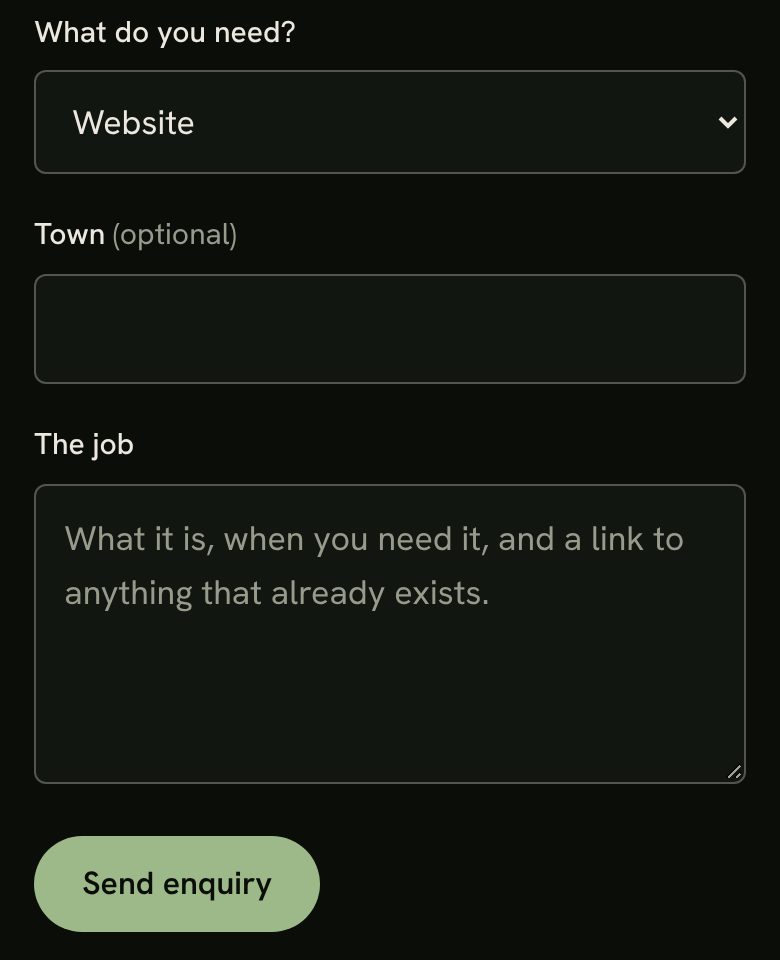 What do you need?
Website
Town (optional)
The job
What it is, when you need it, and a link to
anything that already exists.
Send enquiry